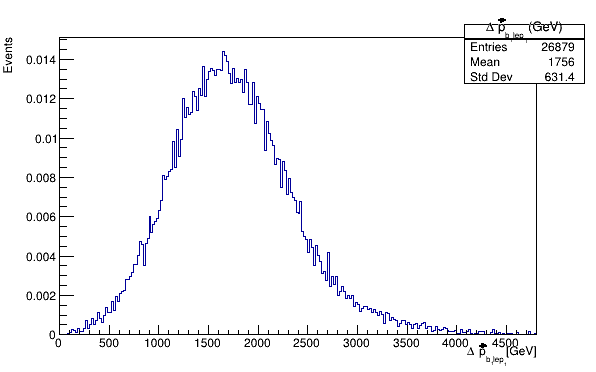 Δ p⃗_b,lep₁ (GeV)
Entries 26879
Mean 1756
Std Dev 631.4
Events
0.014
0.012
0.01
0.008
0.006
0.004
0.002
0
0 500 1000 1500 2000 2500 3000 3500 4000 4500
Δ p⃗_b,lep₁ [GeV]